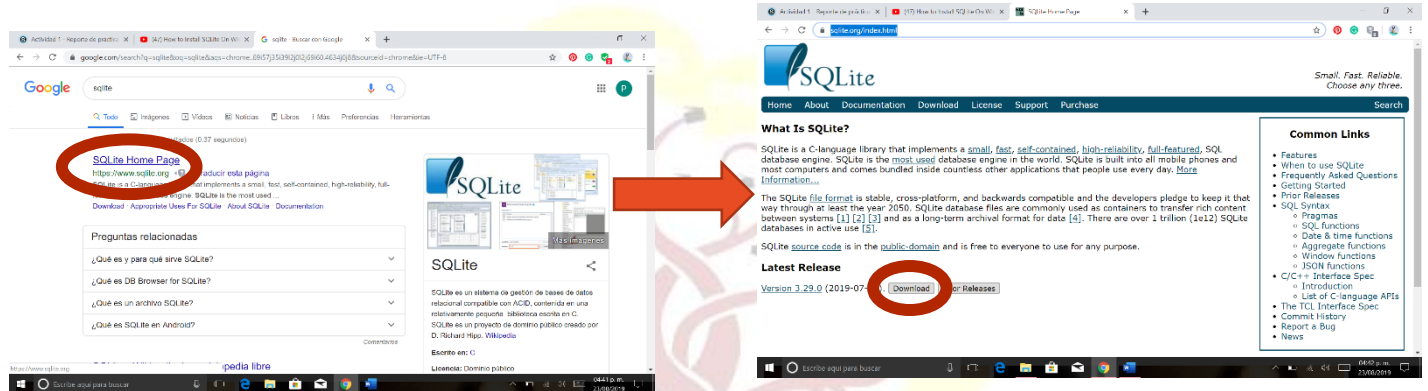 Actividad 1 - Reporte de práctica
(47) How to Install SQLite On Wi
sqlite - Buscar con Google
google.com/search?q=sqlite&oq=sqlite&aqs=chrome..
&sourceid=chrome&ie=UTF-8
Google
sqlite
P
Todo Imágenes Vídeos Noticias Libros Más Preferencias Herramientas
(0.37 segundos)
SQLite Home Page
https://www.sqlite.org
aducir esta página
SQLite is a C-language that implements a small, fast, self-contained, high-reliability, full-
engine. SQLite is the most used ...
Download · Appropriate Uses For SQLite · About SQLite · Documentation
Preguntas relacionadas
¿Qué es y para qué sirve SQLite?
¿Qué es DB Browser for SQLite?
¿Qué es un archivo SQLite?
¿Qué es SQLite en Android?
Comentarios
pedia libre
https://www.sqlite.org
SQLite
Más imágenes
SQLite
SQLite es un sistema de gestión de bases de datos
relacional compatible con ACID, contenida en una
relativamente pequeña biblioteca escrita en C.
SQLite es un proyecto de dominio público creado por
D. Richard Hipp. Wikipedia
Escrito en: C
Licencia: Dominio público
Escribe aquí para buscar
04:41 p. m.
23/08/2019
Actividad 1 - Reporte de práctica
(47) How to Install SQLite On Wi
SQLite Home Page
sqlite.org/index.html
SQLite
Small. Fast. Reliable.
Choose any three.
Home About Documentation Download License Support Purchase
Search
What Is SQLite?
SQLite is a C-language library that implements a small, fast, self-contained, high-reliability, full-featured, SQL
database engine. SQLite is the most used database engine in the world. SQLite is built into all mobile phones and
most computers and comes bundled inside countless other applications that people use every day. More
Information...
The SQLite file format is stable, cross-platform, and backwards compatible and the developers pledge to keep it that
way through at least the year 2050. SQLite database files are commonly used as containers to transfer rich content
between systems [1] [2] [3] and as a long-term archival format for data [4]. There are over 1 trillion (1e12) SQLite
databases in active use [5].
SQLite source code is in the public-domain and is free to everyone to use for any purpose.
Latest Release
Version 3.29.0 (2019-07- ). Download or Prior Releases
Common Links
Features
When to use SQLite
Frequently Asked Questions
Getting Started
Prior Releases
SQL Syntax
Pragmas
SQL functions
Date & time functions
Aggregate functions
Window functions
JSON functions
C/C++ Interface Spec
Introduction
List of C-language APIs
The TCL Interface Spec
Commit History
Report a Bug
News
Escribe aquí para buscar
04:42 p. m.
23/08/2019